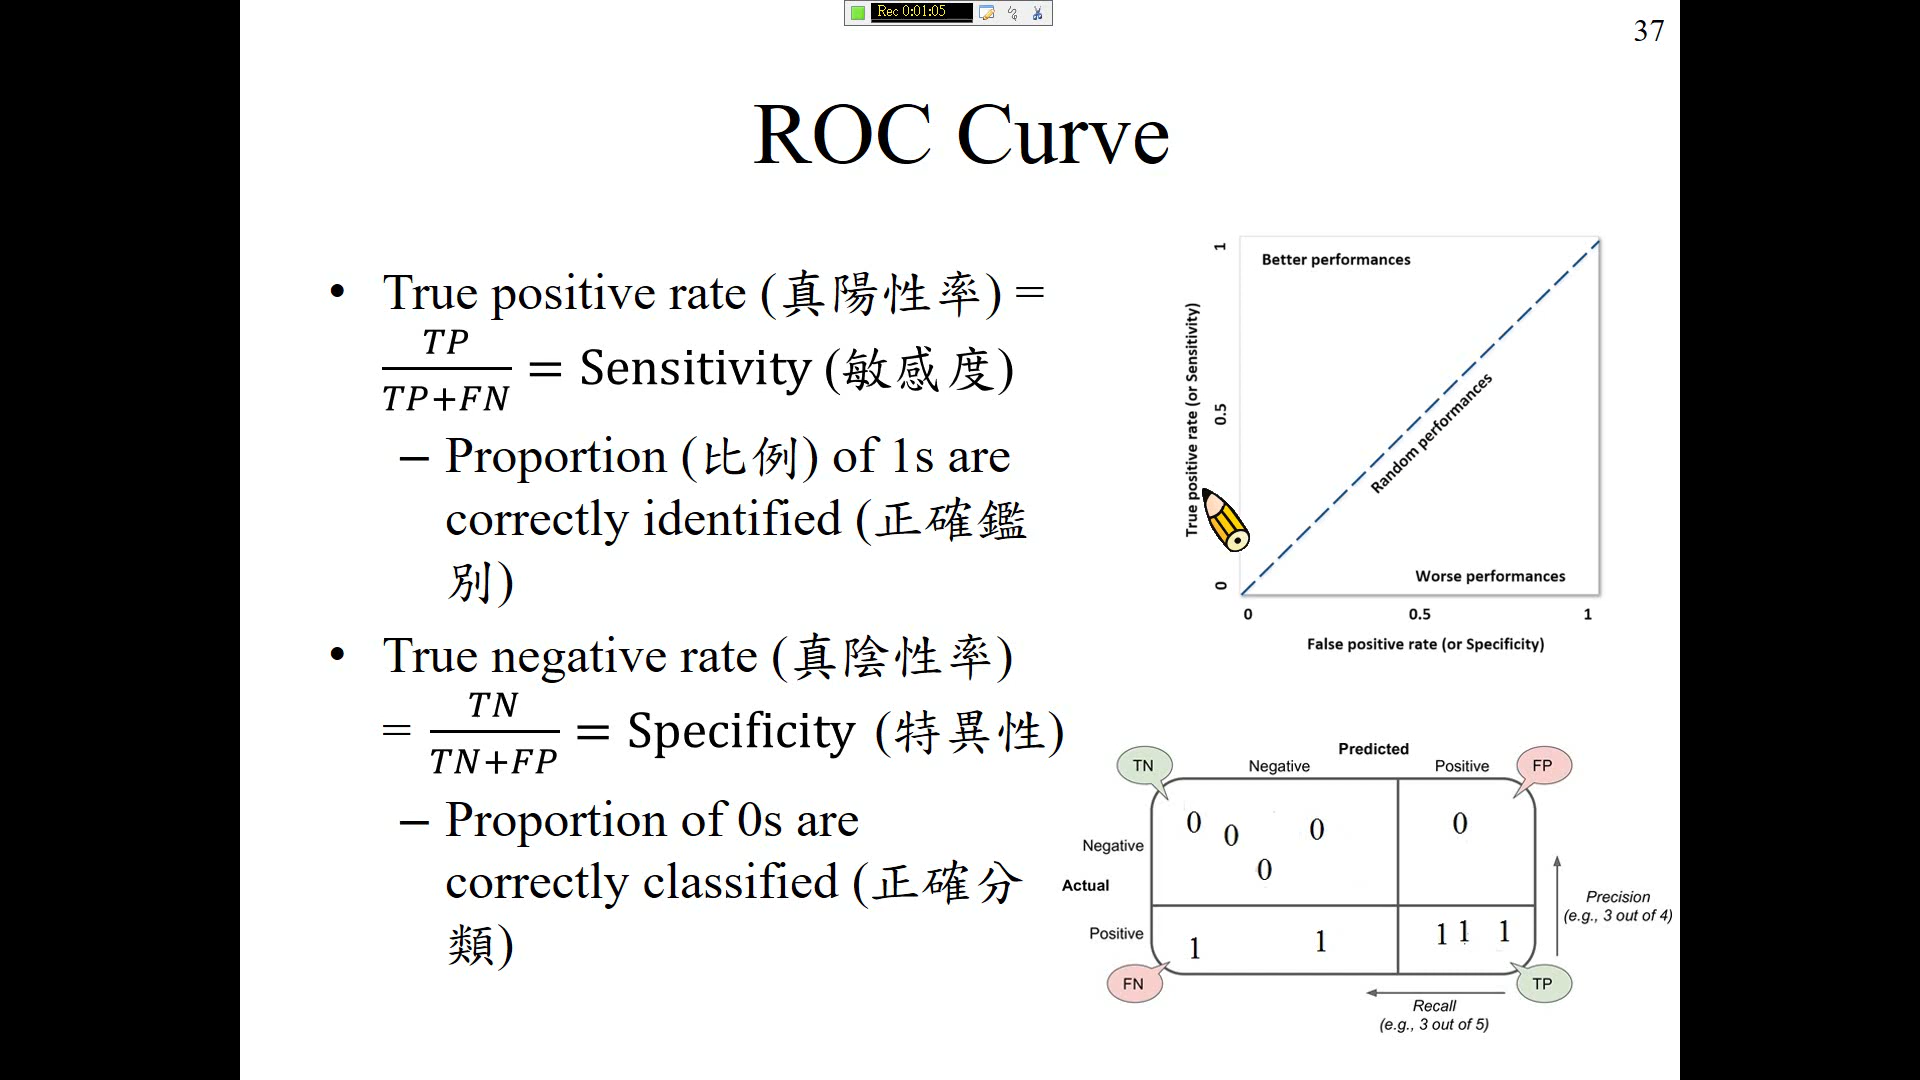 Rec 0:01:05
37
ROC Curve
• True positive rate (真陽性率) =
TP
TP+FN
= Sensitivity (敏感度)
– Proportion (比例) of 1s are
correctly identified (正確鑑
別)
• True negative rate (真陰性率)
=
TN
TN+FP
= Specificity (特異性)
– Proportion of 0s are
correctly classified (正確分
類)
True positive rate (or Sensitivity)
1
0.5
0
Better performances
Random performances
Worse performances
0 0.5 1
False positive rate (or Specificity)
Predicted
TN Negative Positive FP
0 0 0 0
0
Negative
Actual
Positive
1 1 1 1 1
FN TP
Precision
(e.g., 3 out of 4)
Recall
(e.g., 3 out of 5)